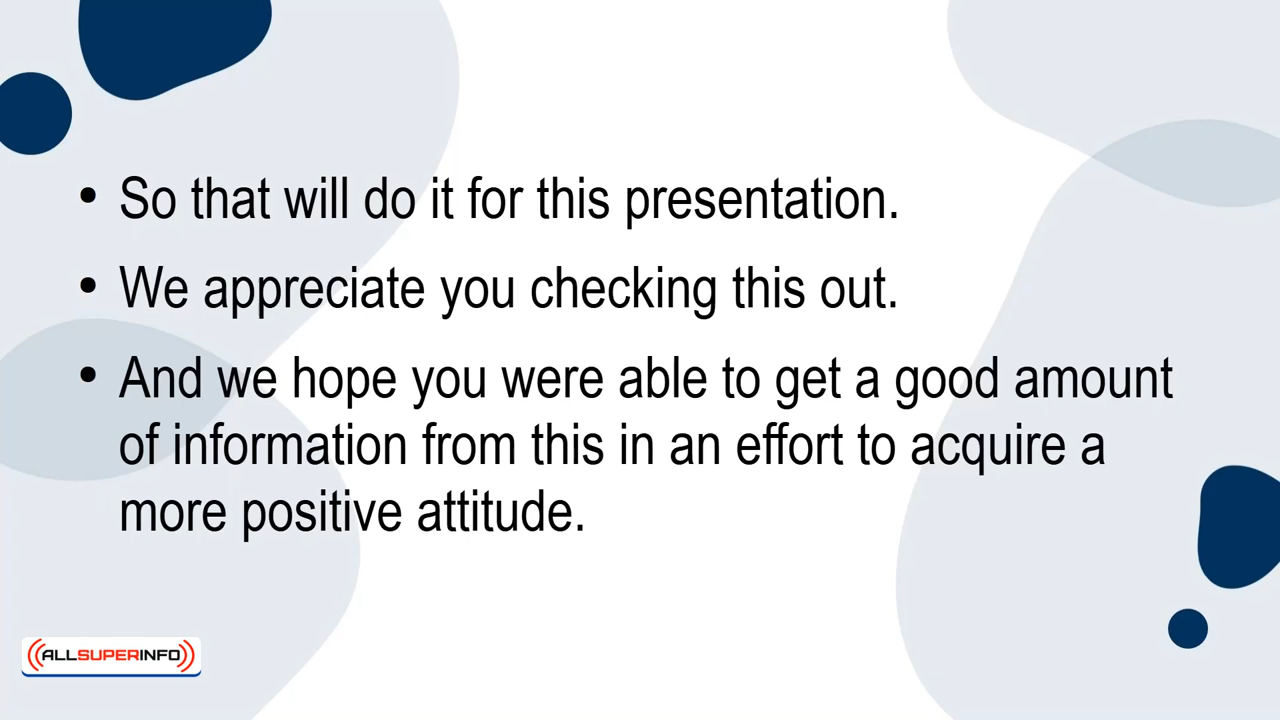 • So that will do it for this presentation.
• We appreciate you checking this out.
• And we hope you were able to get a good amount
of information from this in an effort to acquire a
more positive attitude.
((ALLSUPERINFO))